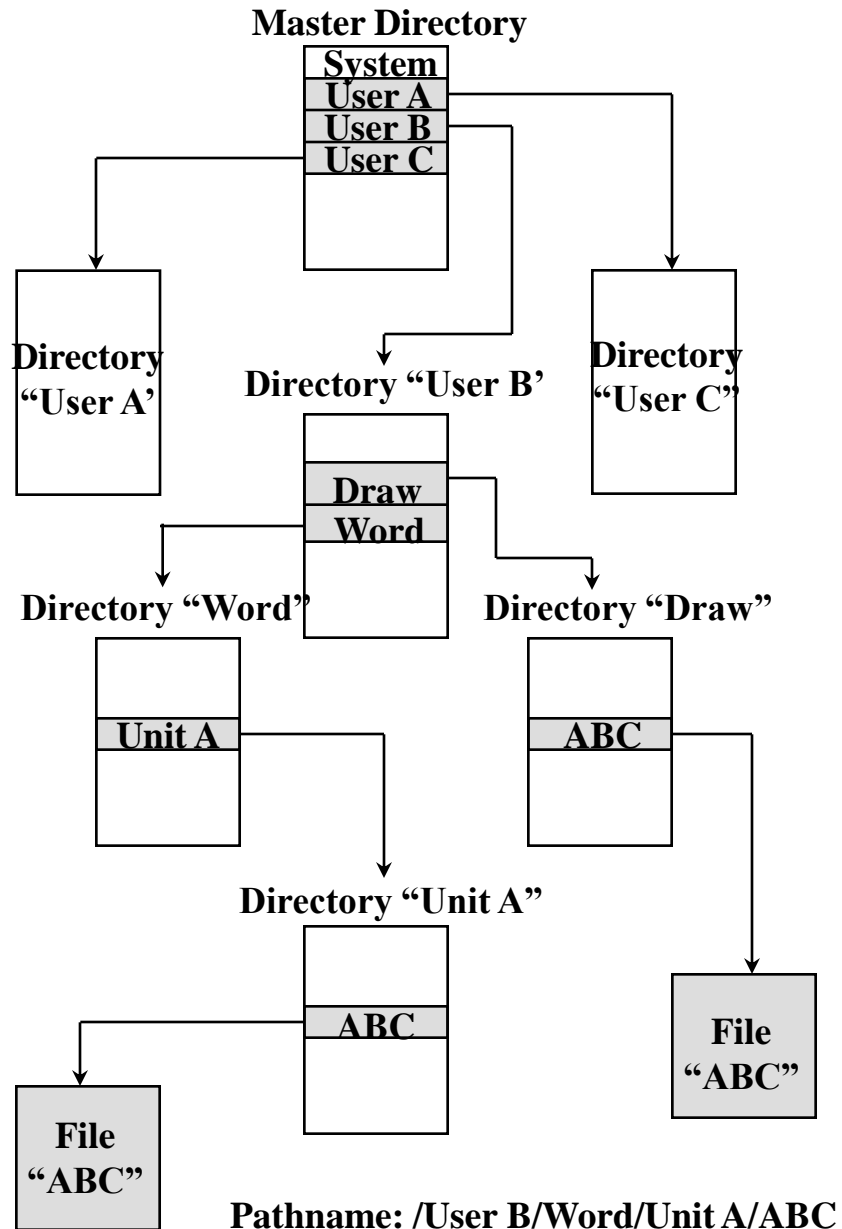 Master Directory
System
User A
User B
User C
Directory
“User A’
Directory “User B’
Directory
“User C”
Draw
Word
Directory “Word”
Directory “Draw”
Unit A
ABC
Directory “Unit A”
ABC
File
“ABC”
File
“ABC”
Pathname: /User B/Word/Unit A/ABC